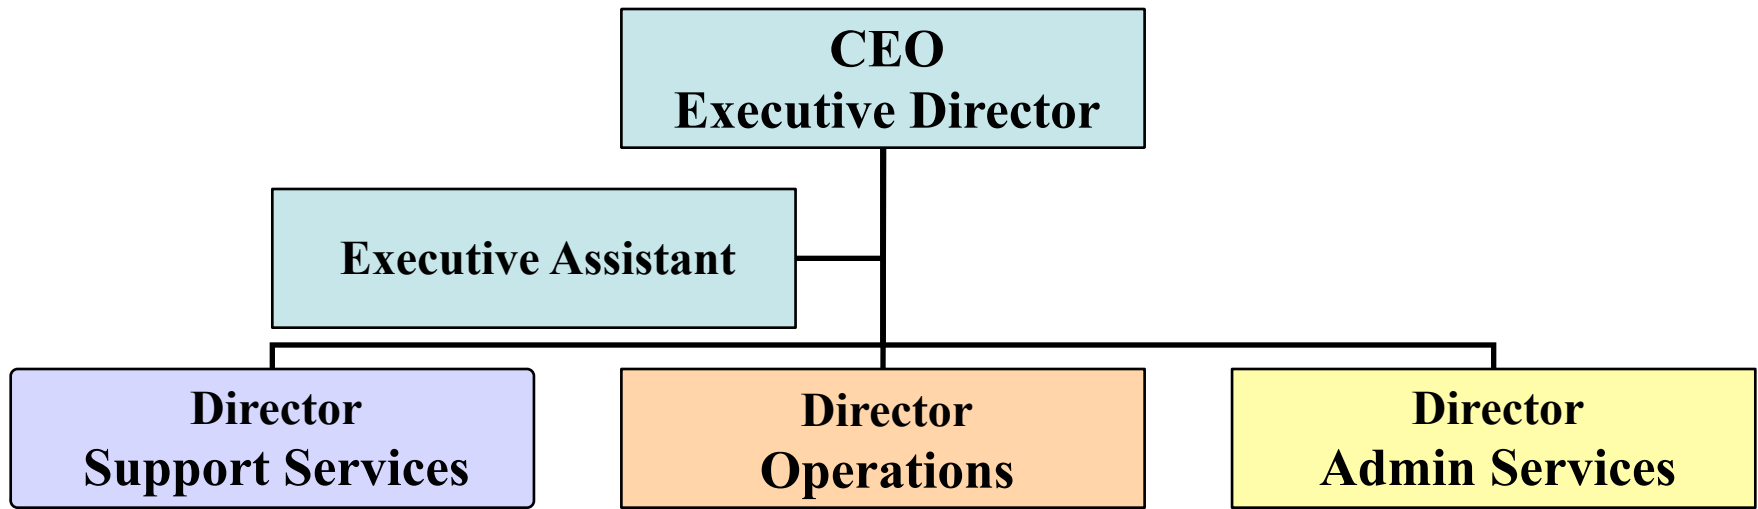 CEO
Executive Director
Executive Assistant
Director
Support Services
Director
Operations
Director
Admin Services